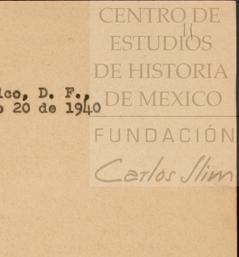 CENTRO DE
ESTUDIOS
DE HISTORIA
DE MEXICO
FUNDACIÓN
Carlos Slim
ico, D. F.,
o 20 de 1940